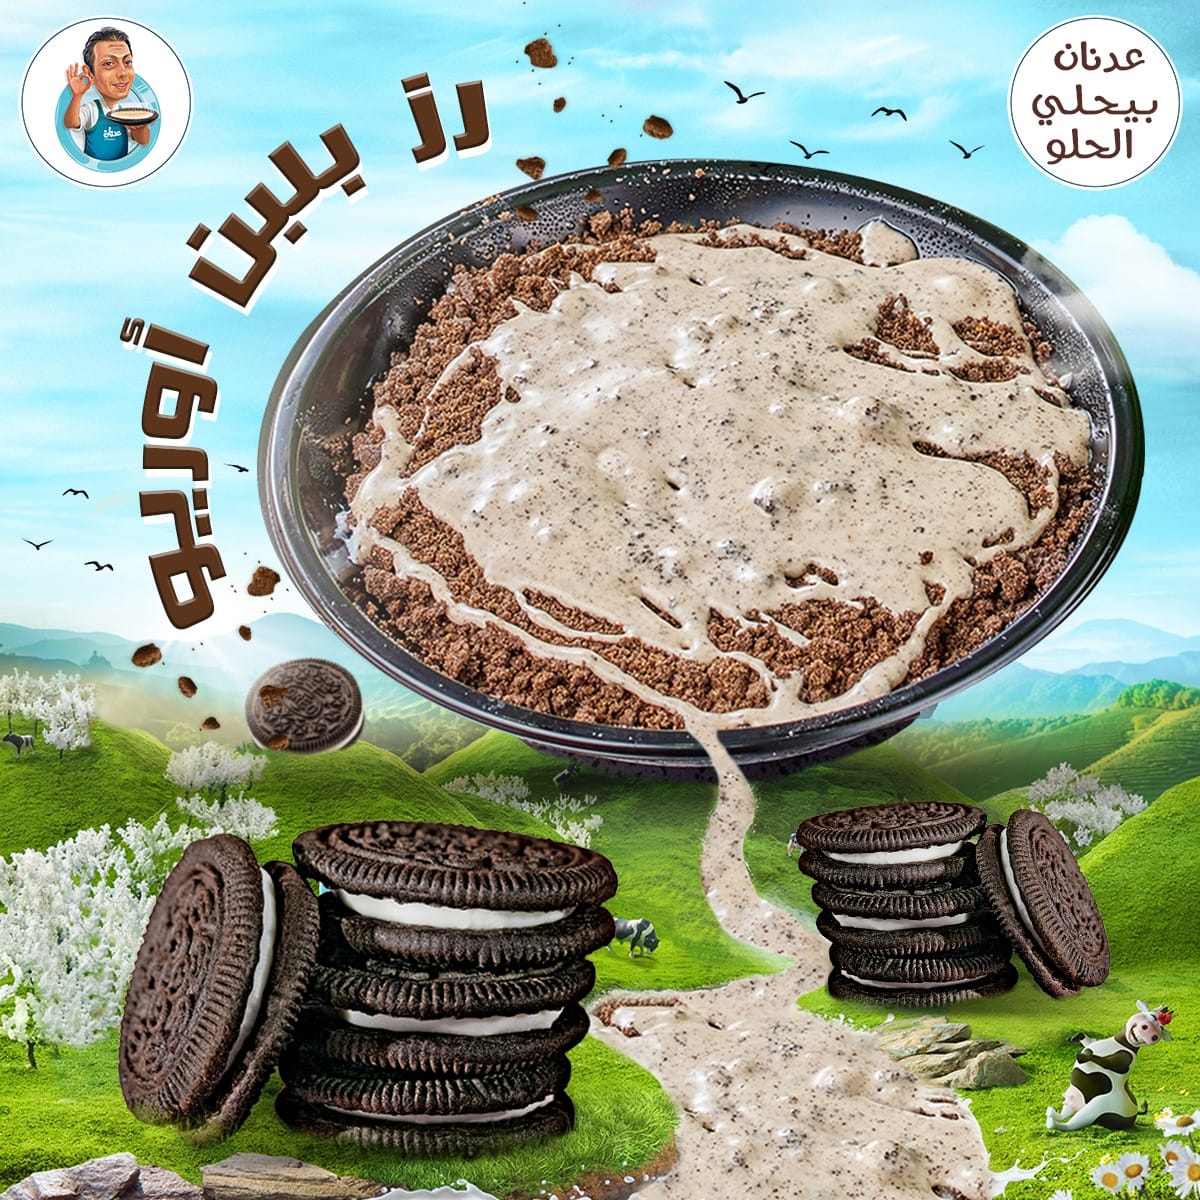 عدنان
بيحلي
الحلو
رز بلبن أوريو
عدنان